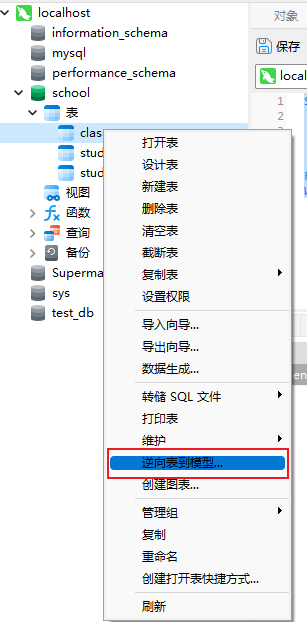 localhost
information_schema
mysql
performance_schema
school
表
clas
stud
stud
视图
函数
查询
备份
Superma
sys
test_db
对象
保存
local
1
2
3
打开表
设计表
新建表
删除表
清空表
截断表
复制表
设置权限
导入向导...
导出向导...
数据生成...
转储 SQL 文件
打印表
维护
逆向表到模型...
创建图表...
管理组
复制
重命名
创建打开表快捷方式...
刷新
en